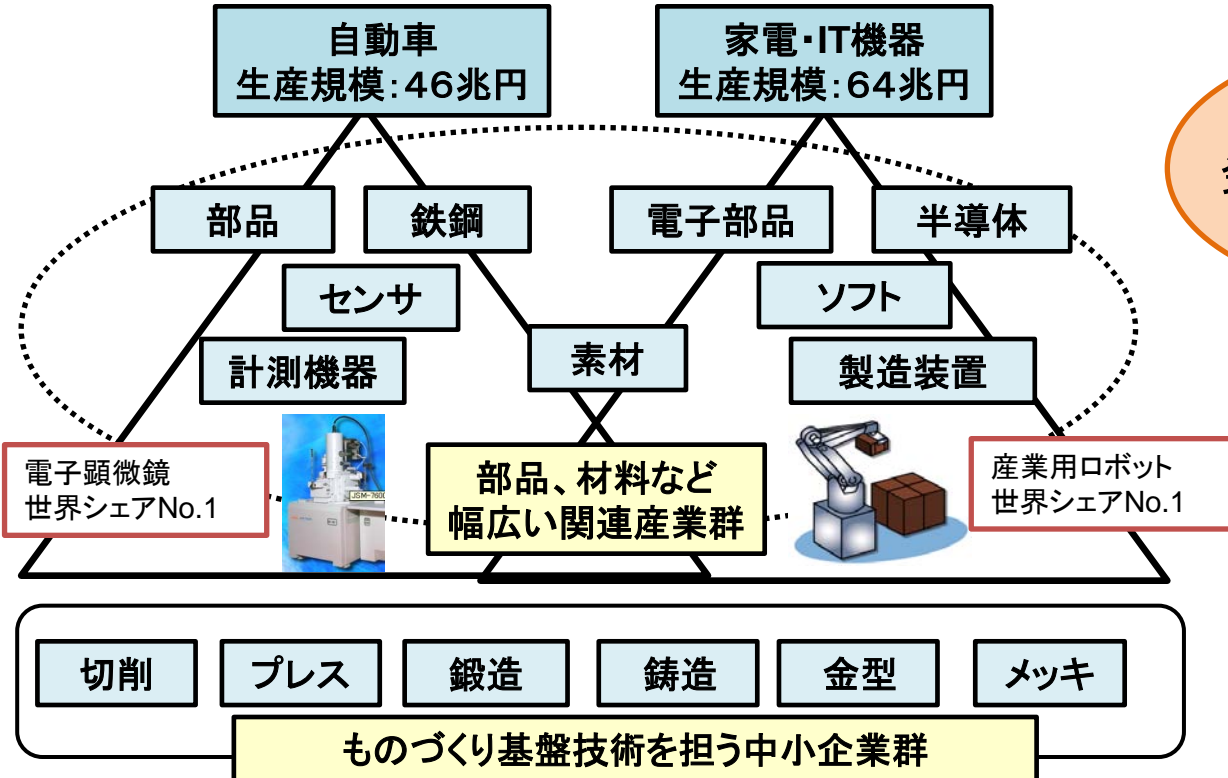 自動車
生産規模：４６兆円
家電・IT機器
生産規模：６４兆円
部品
鉄鋼
電子部品
半導体
センサ
ソフト
計測機器
素材
製造装置
電子顕微鏡
世界シェアNo.1
部品、材料など
幅広い関連産業群
産業用ロボット
世界シェアNo.1
切削
プレス
鍛造
鋳造
金型
メッキ
ものづくり基盤技術を担う中小企業群